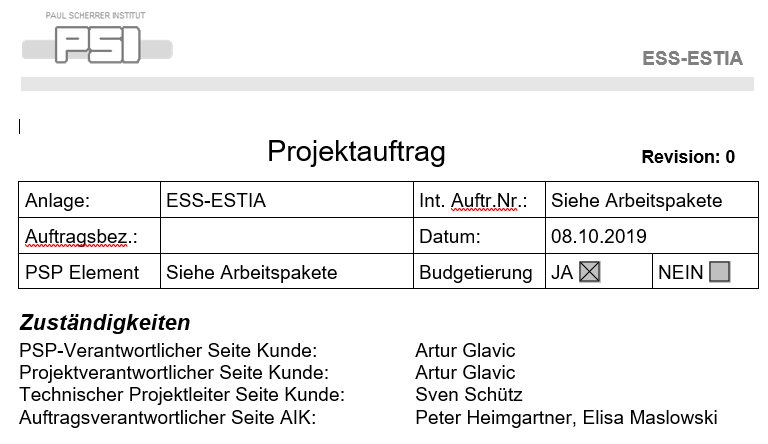 PAUL SCHERRER INSTITUT
PSI
ESS-ESTIA
Projektauftrag
Revision: 0
Anlage: ESS-ESTIA Int. Auftr.Nr.: Siehe Arbeitspakete
Auftragsbez.: Datum: 08.10.2019
PSP Element Siehe Arbeitspakete Budgetierung JA NEIN
Zuständigkeiten
PSP-Verantwortlicher Seite Kunde: Artur Glavic
Projektverantwortlicher Seite Kunde: Artur Glavic
Technischer Projektleiter Seite Kunde: Sven Schütz
Auftragsverantwortlicher Seite AIK: Peter Heimgartner, Elisa Maslowski